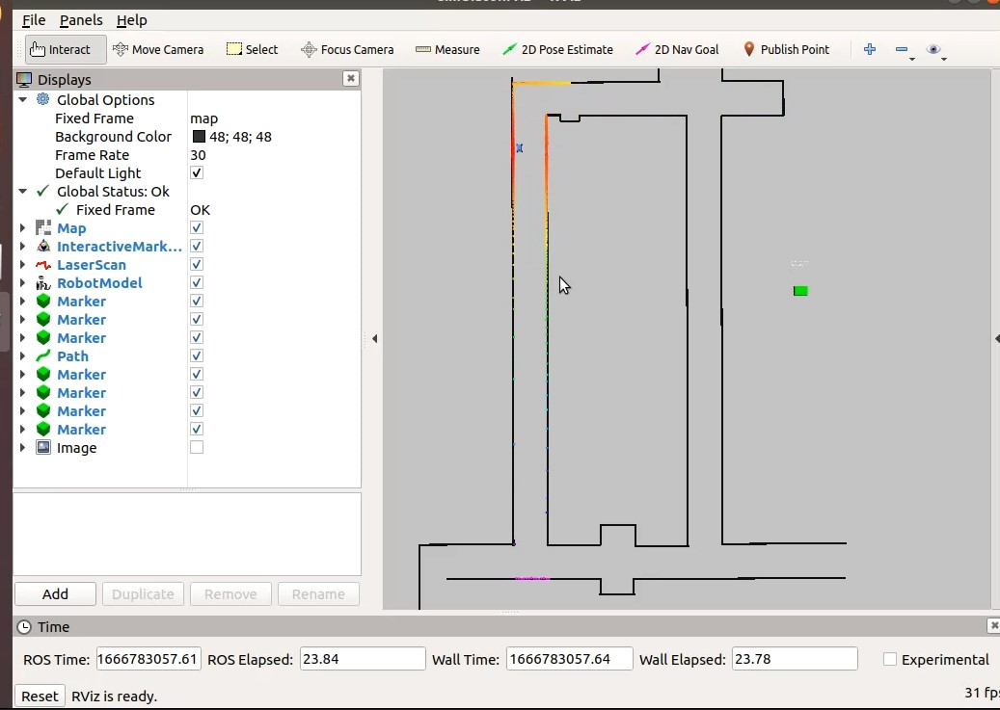 File Panels Help
Interact Move Camera Select Focus Camera Measure 2D Pose Estimate 2D Nav Goal Publish Point
Displays
Global Options
Fixed Frame map
Background Color 48; 48; 48
Frame Rate 30
Default Light
Global Status: Ok
Fixed Frame OK
Map
InteractiveMark...
LaserScan
RobotModel
Marker
Marker
Marker
Path
Marker
Marker
Marker
Marker
Image
Add Duplicate Remove Rename
Time
ROS Time: 1666783057.61 ROS Elapsed: 23.84 Wall Time: 1666783057.64 Wall Elapsed: 23.78 Experimental
Reset RViz is ready. 31 fps